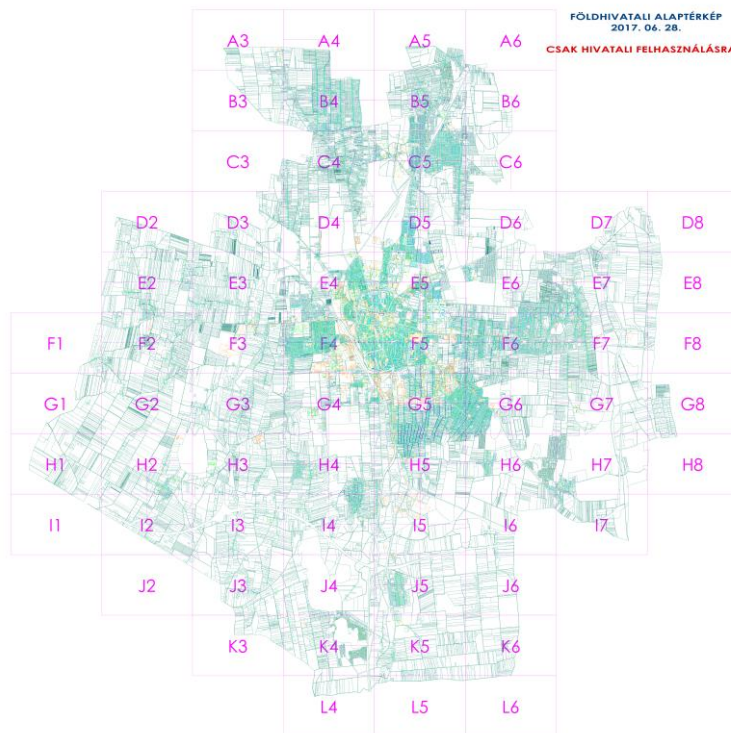 FÖLDHIVATALI ALAPTÉRKÉP
2017. 06. 28.
CSAK HIVATALI FELHASZNÁLÁSRA
A3 A4 A5 A6
B3 B4 B5 B6
C3 C4 C5 C6
D2 D3 D4 D5 D6 D7 D8
E2 E3 E4 E5 E6 E7 E8
F1 F2 F3 F4 F5 F6 F7 F8
G1 G2 G3 G4 G5 G6 G7 G8
H1 H2 H3 H4 H5 H6 H7 H8
I1 I2 I3 I4 I5 I6 I7
J2 J3 J4 J5 J6
K3 K4 K5 K6
L4 L5 L6